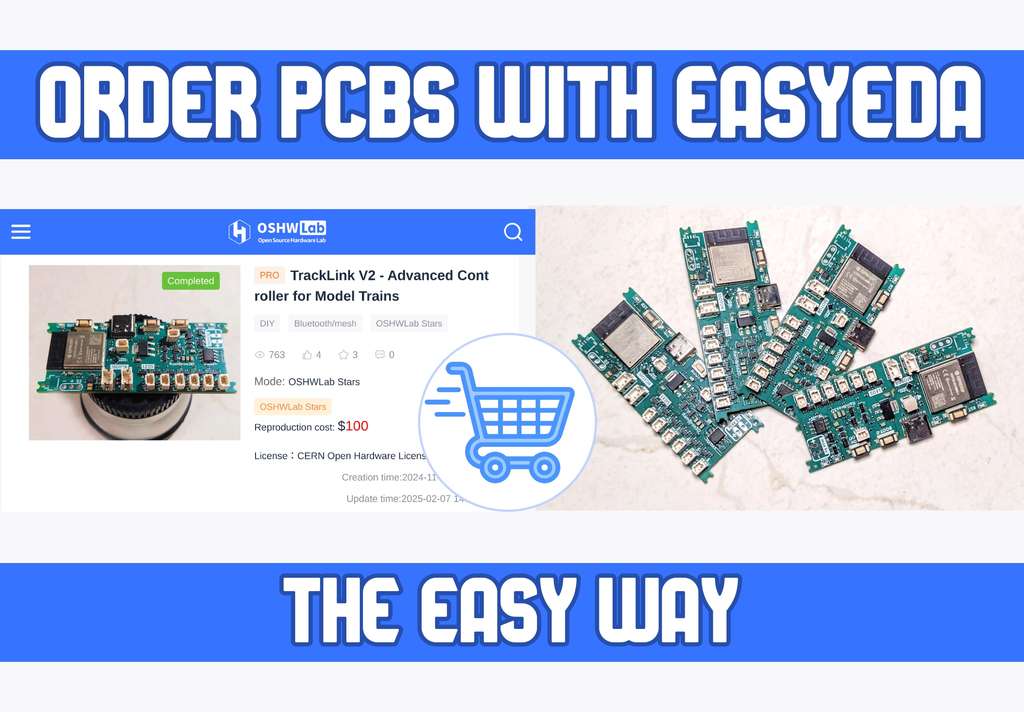 ORDER PCBS WITH EASYEDA
OSHWLab
Open Source Hardware Lab
Completed
PRO TrackLink V2 - Advanced Cont
roller for Model Trains
DIY Bluetooth/mesh OSHWLab Stars
763 4 3 0
Mode: OSHWLab Stars
OSHWLab Stars
Reproduction cost: $100
License：CERN Open Hardware Licens
Creation time:2024-11
Update time:2025-02-07 14
THE EASY WAY